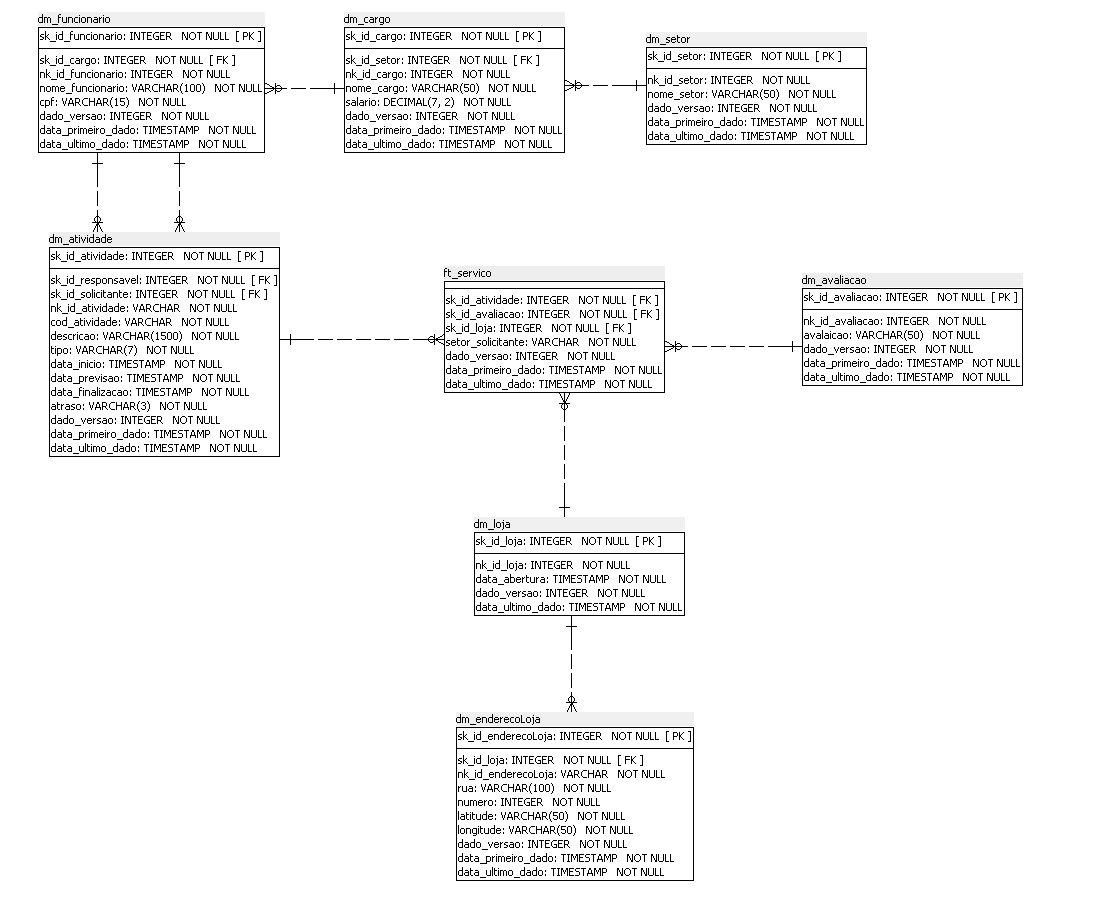 dm_funcionario
sk_id_funcionario: INTEGER NOT NULL [ PK ]
sk_id_cargo: INTEGER NOT NULL [ FK ]
nk_id_funcionario: INTEGER NOT NULL
nome_funcionario: VARCHAR(100) NOT NULL
cpf: VARCHAR(15) NOT NULL
dado_versao: INTEGER NOT NULL
data_primeiro_dado: TIMESTAMP NOT NULL
data_ultimo_dado: TIMESTAMP NOT NULL
dm_cargo
sk_id_cargo: INTEGER NOT NULL [ PK ]
sk_id_setor: INTEGER NOT NULL [ FK ]
nk_id_cargo: INTEGER NOT NULL
nome_cargo: VARCHAR(50) NOT NULL
salario: DECIMAL(7, 2) NOT NULL
dado_versao: INTEGER NOT NULL
data_primeiro_dado: TIMESTAMP NOT NULL
data_ultimo_dado: TIMESTAMP NOT NULL
dm_setor
sk_id_setor: INTEGER NOT NULL [ PK ]
nk_id_setor: INTEGER NOT NULL
nome_setor: VARCHAR(50) NOT NULL
dado_versao: INTEGER NOT NULL
data_primeiro_dado: TIMESTAMP NOT NULL
data_ultimo_dado: TIMESTAMP NOT NULL
dm_atividade
sk_id_atividade: INTEGER NOT NULL [ PK ]
sk_id_responsavel: INTEGER NOT NULL [ FK ]
sk_id_solicitante: INTEGER NOT NULL [ FK ]
nk_id_atividade: VARCHAR NOT NULL
cod_atividade: VARCHAR NOT NULL
descricao: VARCHAR(1500) NOT NULL
tipo: VARCHAR(7) NOT NULL
data_inicio: TIMESTAMP NOT NULL
data_previsao: TIMESTAMP NOT NULL
data_finalizacao: TIMESTAMP NOT NULL
atraso: VARCHAR(3) NOT NULL
dado_versao: INTEGER NOT NULL
data_primeiro_dado: TIMESTAMP NOT NULL
data_ultimo_dado: TIMESTAMP NOT NULL
ft_servico
sk_id_atividade: INTEGER NOT NULL [ FK ]
sk_id_avaliacao: INTEGER NOT NULL [ FK ]
sk_id_loja: INTEGER NOT NULL [ FK ]
setor_solicitante: VARCHAR NOT NULL
dado_versao: INTEGER NOT NULL
data_primeiro_dado: TIMESTAMP NOT NULL
data_ultimo_dado: TIMESTAMP NOT NULL
dm_avaliacao
sk_id_avaliacao: INTEGER NOT NULL [ PK ]
nk_id_avaliacao: INTEGER NOT NULL
avalaicao: VARCHAR(50) NOT NULL
dado_versao: INTEGER NOT NULL
data_primeiro_dado: TIMESTAMP NOT NULL
data_ultimo_dado: TIMESTAMP NOT NULL
dm_loja
sk_id_loja: INTEGER NOT NULL [ PK ]
nk_id_loja: INTEGER NOT NULL
data_abertura: TIMESTAMP NOT NULL
dado_versao: INTEGER NOT NULL
data_ultimo_dado: TIMESTAMP NOT NULL
dm_enderecoLoja
sk_id_enderecoLoja: INTEGER NOT NULL [ PK ]
sk_id_loja: INTEGER NOT NULL [ FK ]
nk_id_enderecoLoja: VARCHAR NOT NULL
rua: VARCHAR(100) NOT NULL
numero: INTEGER NOT NULL
latitude: VARCHAR(50) NOT NULL
longitude: VARCHAR(50) NOT NULL
dado_versao: INTEGER NOT NULL
data_primeiro_dado: TIMESTAMP NOT NULL
data_ultimo_dado: TIMESTAMP NOT NULL